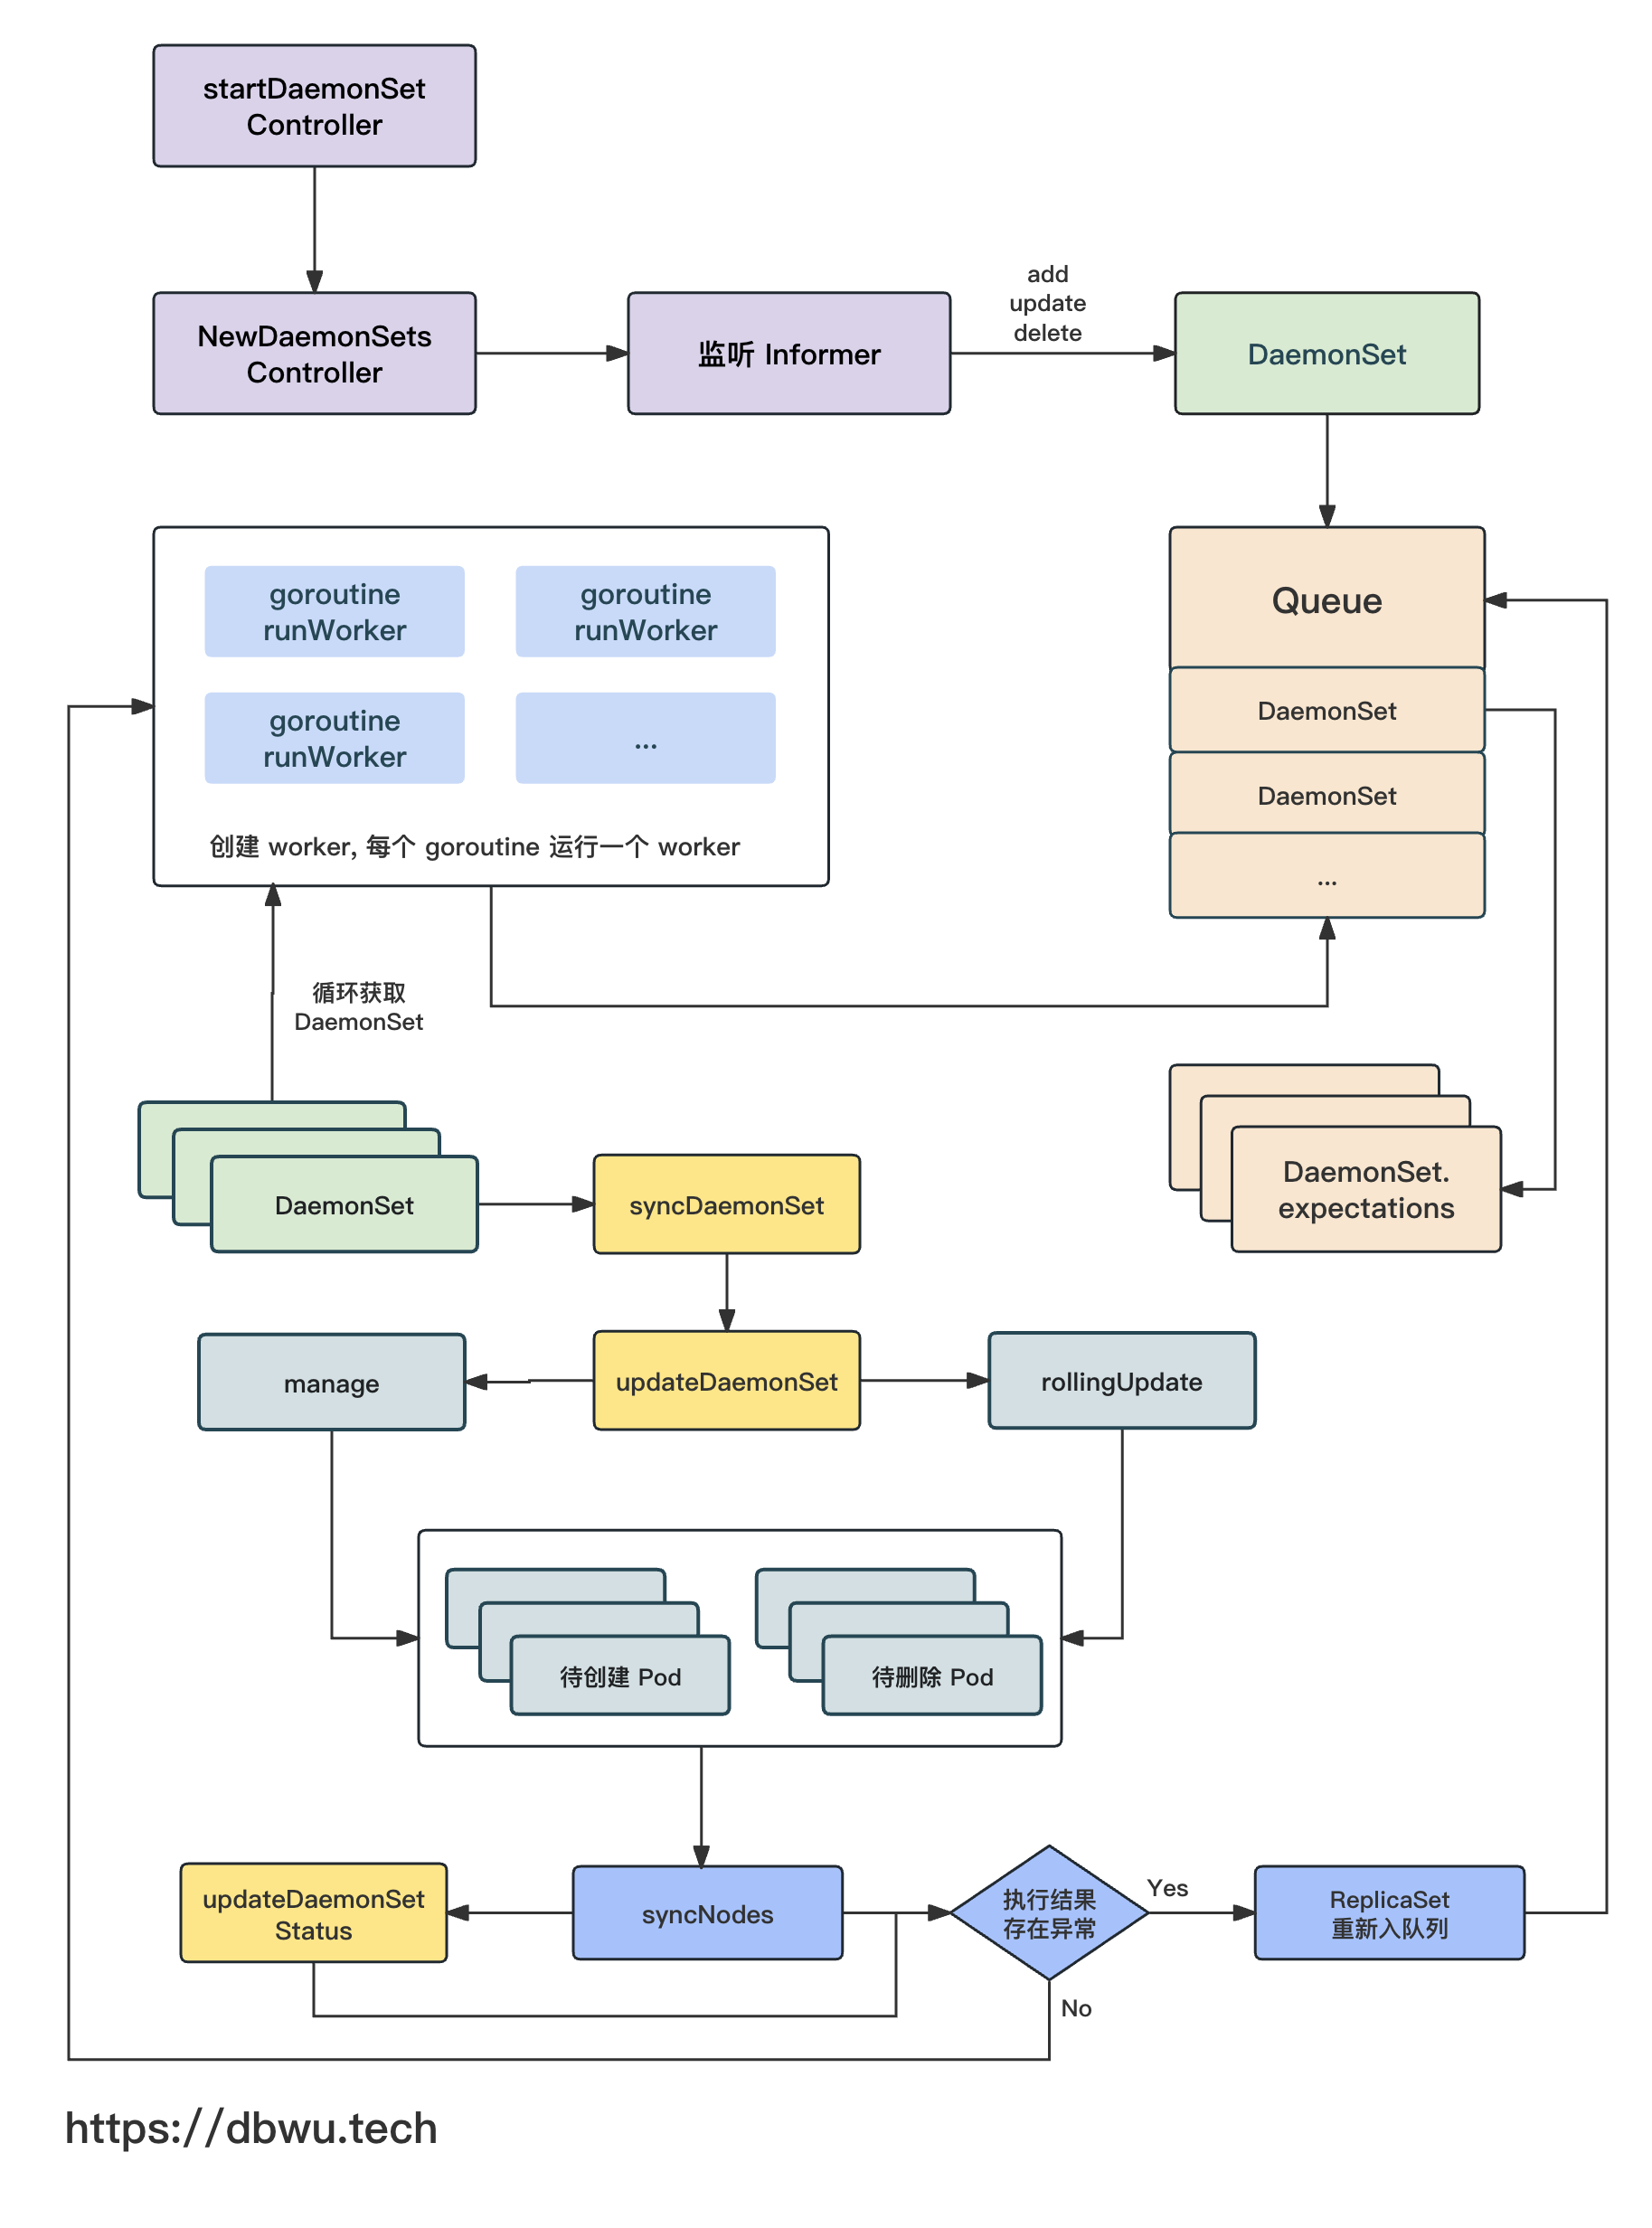 startDaemonSet
Controller
NewDaemonSets
Controller
监听 Informer
add
update
delete
DaemonSet
goroutine
runWorker
goroutine
runWorker
goroutine
runWorker
...
创建 worker, 每个 goroutine 运行一个 worker
Queue
DaemonSet
DaemonSet
...
循环获取
DaemonSet
DaemonSet
syncDaemonSet
DaemonSet.
expectations
manage
updateDaemonSet
rollingUpdate
待创建 Pod
待删除 Pod
updateDaemonSet
Status
syncNodes
执行结果
存在异常
Yes
ReplicaSet
重新入队列
No
https://dbwu.tech